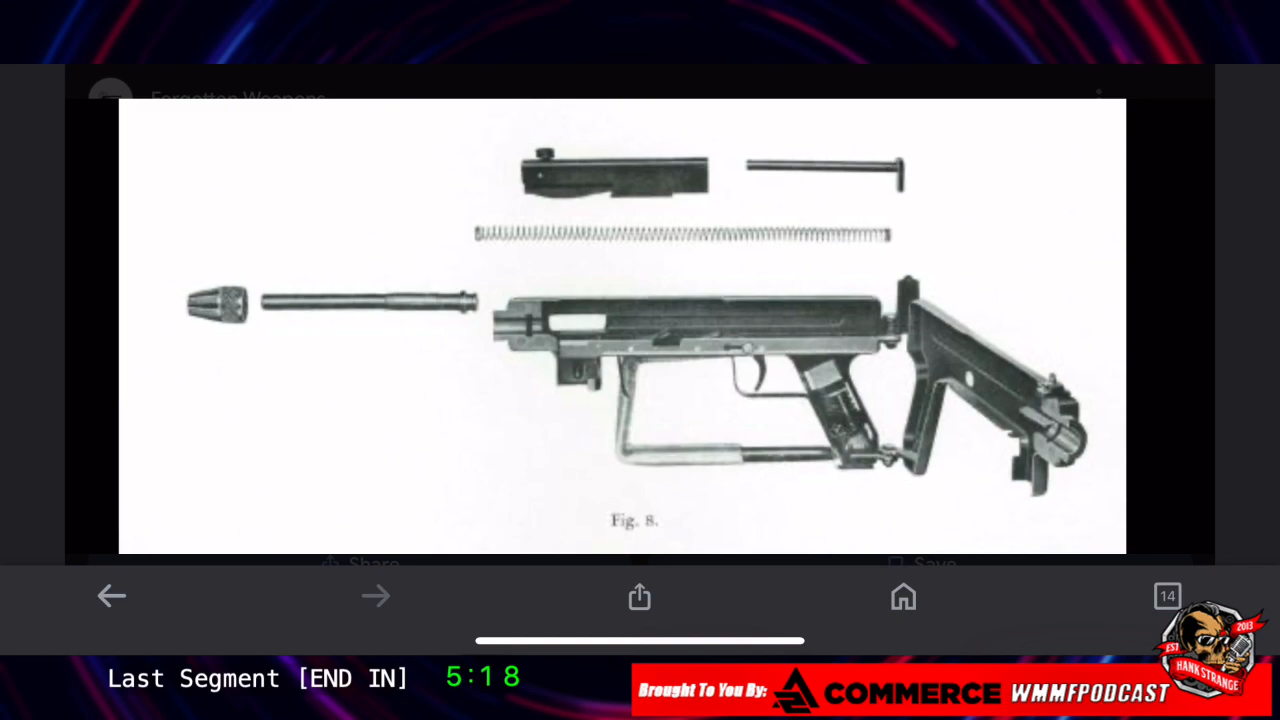 Forgotten Weapons
Fig. 8.
Share
Save
14
Last Segment [END IN] 5:18
Brought To You By:
COMMERCE
WMMFPODCAST
EST
2013
HANK STRANGE